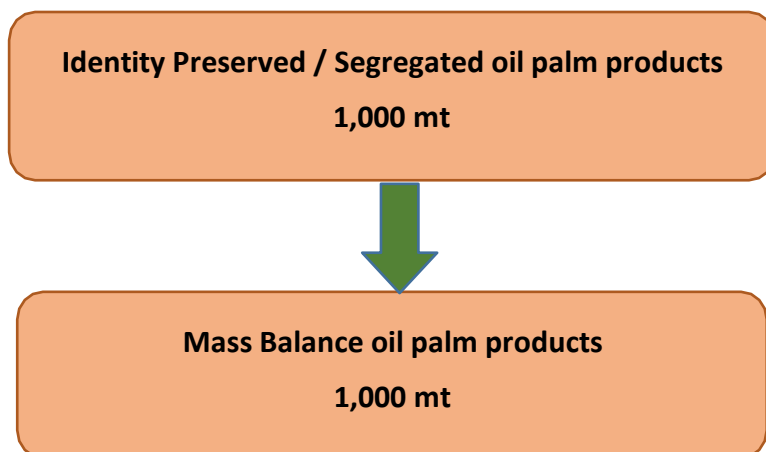 Identity Preserved / Segregated oil palm products
1,000 mt
Mass Balance oil palm products
1,000 mt